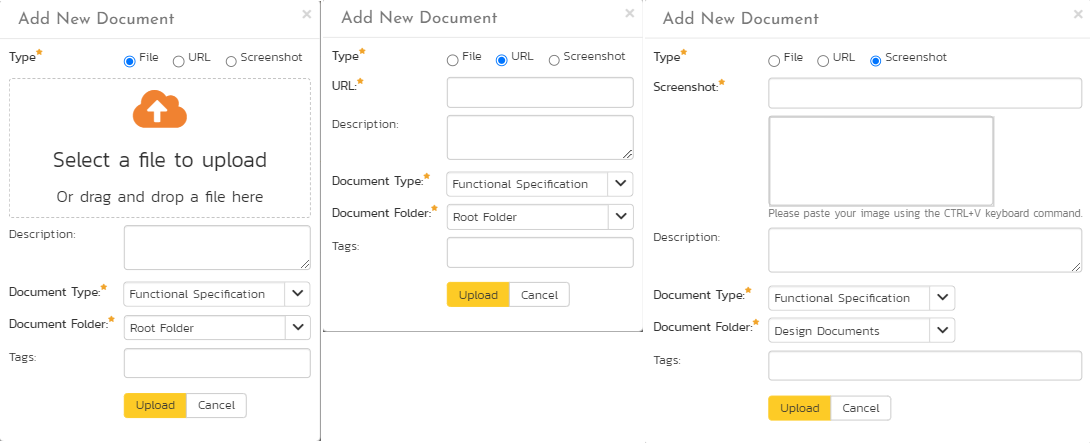 Add New Document ×
Type* File URL Screenshot
Select a file to upload
Or drag and drop a file here
Description:
Document Type:* Functional Specification
Document Folder:* Root Folder
Tags:
Upload Cancel
Add New Document ×
Type* File URL Screenshot
URL:*
Description:
Document Type:* Functional Specification
Document Folder:* Root Folder
Tags:
Upload Cancel
Add New Document ×
Type* File URL Screenshot
Screenshot:*
Please paste your image using the CTRL+V keyboard command.
Description:
Document Type:* Functional Specification
Document Folder:* Design Documents
Tags:
Upload Cancel